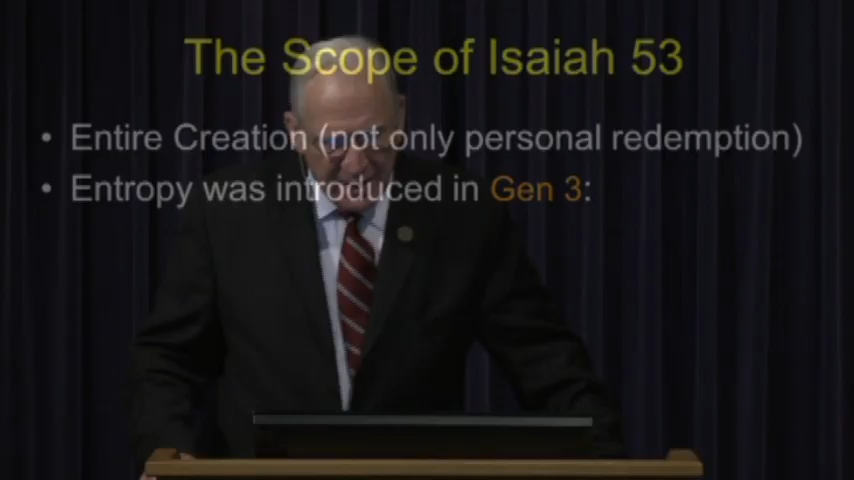 The Scope of Isaiah 53
• Entire Creation (not only personal redemption)
• Entropy was introduced in Gen 3: